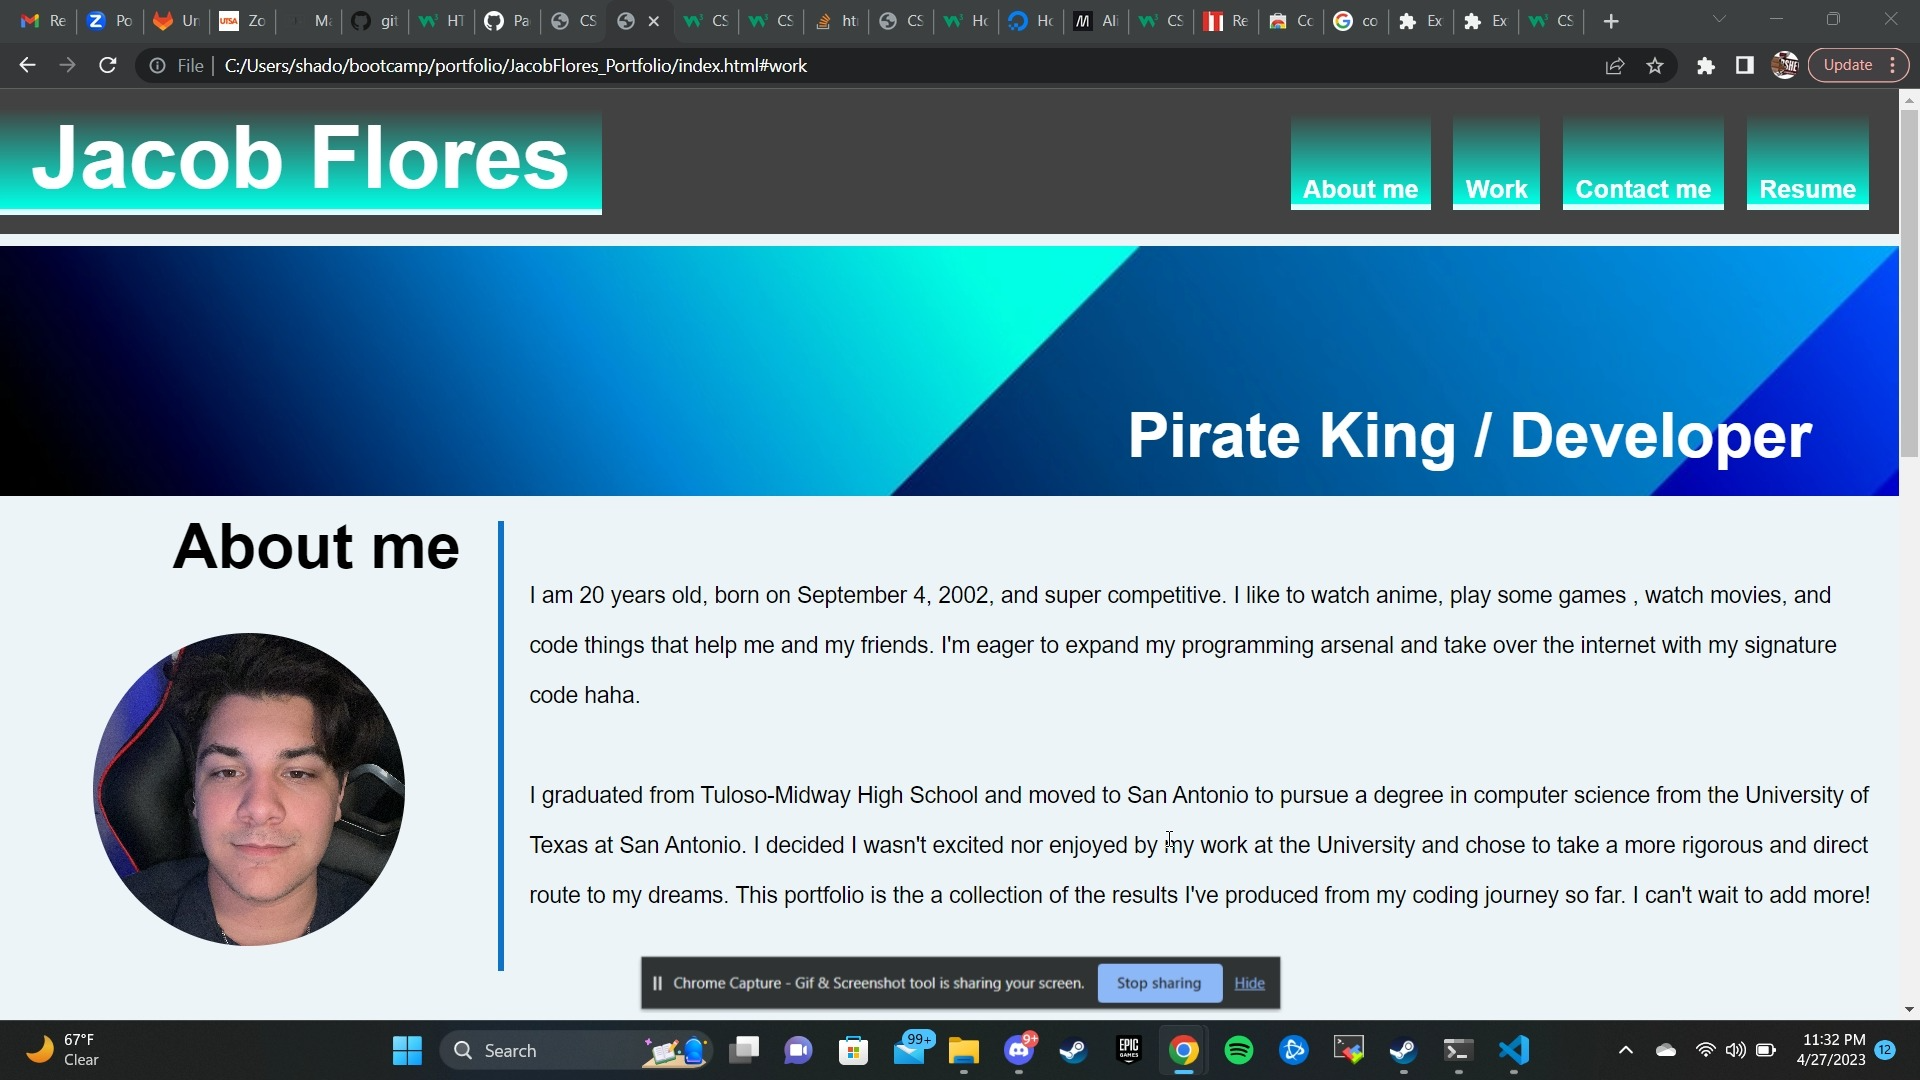 Re
Po
Un
Zo
Ma
git
HT
Pa
CS
CS
CS
htt
CS
Ho
Ho
Ali
CS
Re
Cc
co
Ex
Ex
CS
File
C:/Users/shado/bootcamp/portfolio/JacobFlores_Portfolio/index.html#work
Update
Jacob Flores
About me
Work
Contact me
Resume
Pirate King / Developer
About me
I am 20 years old, born on September 4, 2002, and super competitive. I like to watch anime, play some games , watch movies, and
code things that help me and my friends. I'm eager to expand my programming arsenal and take over the internet with my signature
code haha.
I graduated from Tuloso-Midway High School and moved to San Antonio to pursue a degree in computer science from the University of
Texas at San Antonio. I decided I wasn't excited nor enjoyed by my work at the University and chose to take a more rigorous and direct
route to my dreams. This portfolio is the a collection of the results I've produced from my coding journey so far. I can't wait to add more!
Chrome Capture - Gif & Screenshot tool is sharing your screen.
Stop sharing
Hide
67°F
Clear
Search
99+
9+
EPIC
GAMES
11:32 PM
4/27/2023
12